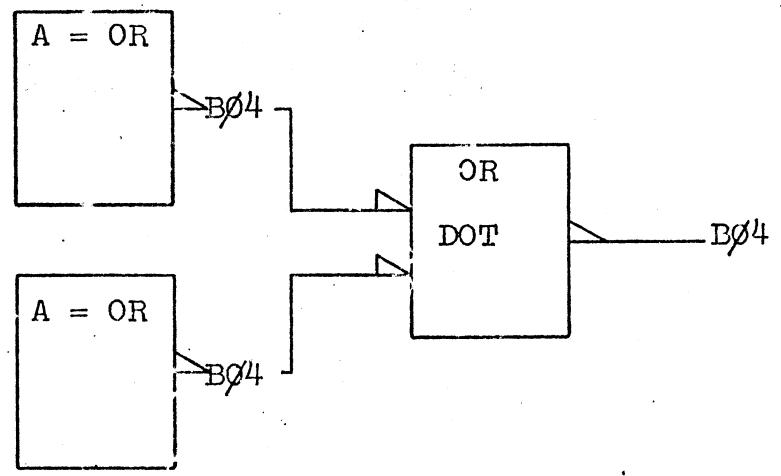 A = OR
BØ4
OR
DOT
BØ4
A = OR
BØ4